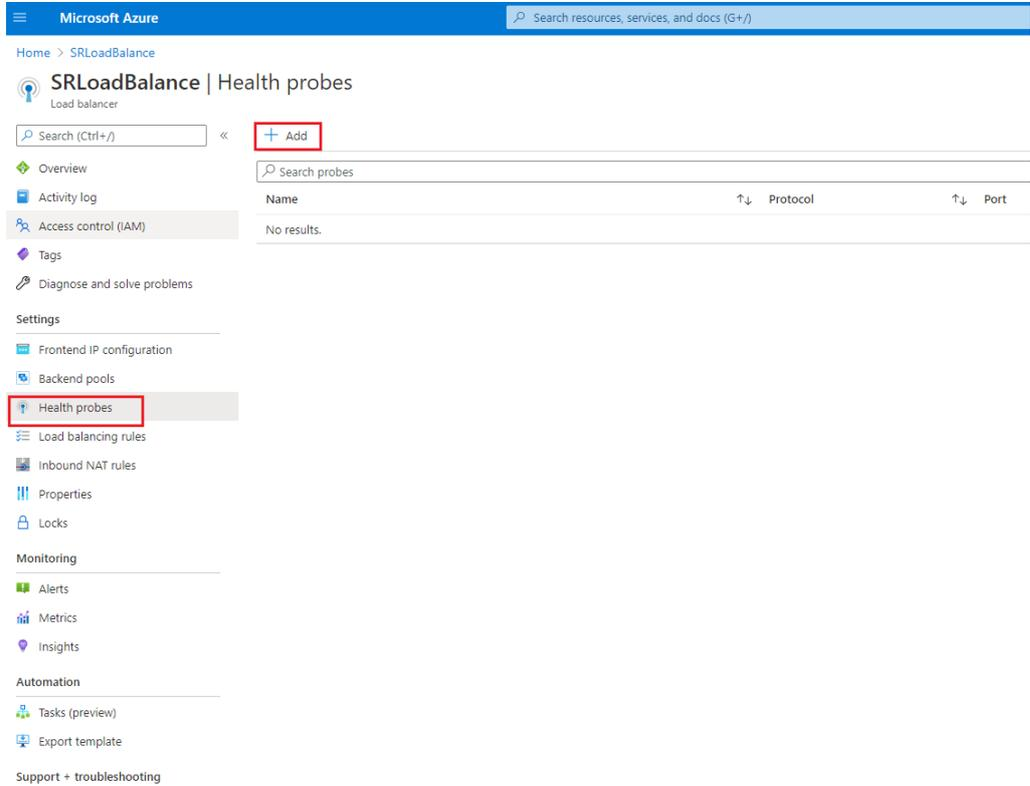 Microsoft Azure
Search resources, services, and docs (G+/)
Home > SRLoadBalance
SRLoadBalance | Health probes
Load balancer
Search (Ctrl+/)
«
+ Add
Search probes
Name ↑↓ Protocol ↑↓ Port
No results.
Overview
Activity log
Access control (IAM)
Tags
Diagnose and solve problems
Settings
Frontend IP configuration
Backend pools
Health probes
Load balancing rules
Inbound NAT rules
Properties
Locks
Monitoring
Alerts
Metrics
Insights
Automation
Tasks (preview)
Export template
Support + troubleshooting